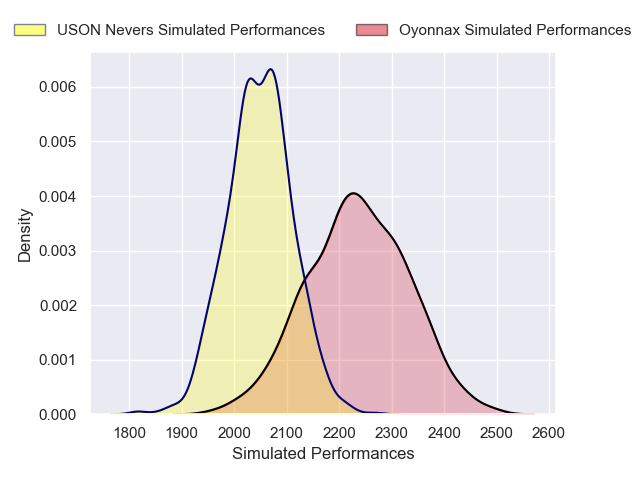 USON Nevers Simulated Performances
Oyonnax Simulated Performances
Density
0.006
0.005
0.004
0.003
0.002
0.001
0.000
1800 1900 2000 2100 2200 2300 2400 2500 2600
Simulated Performances